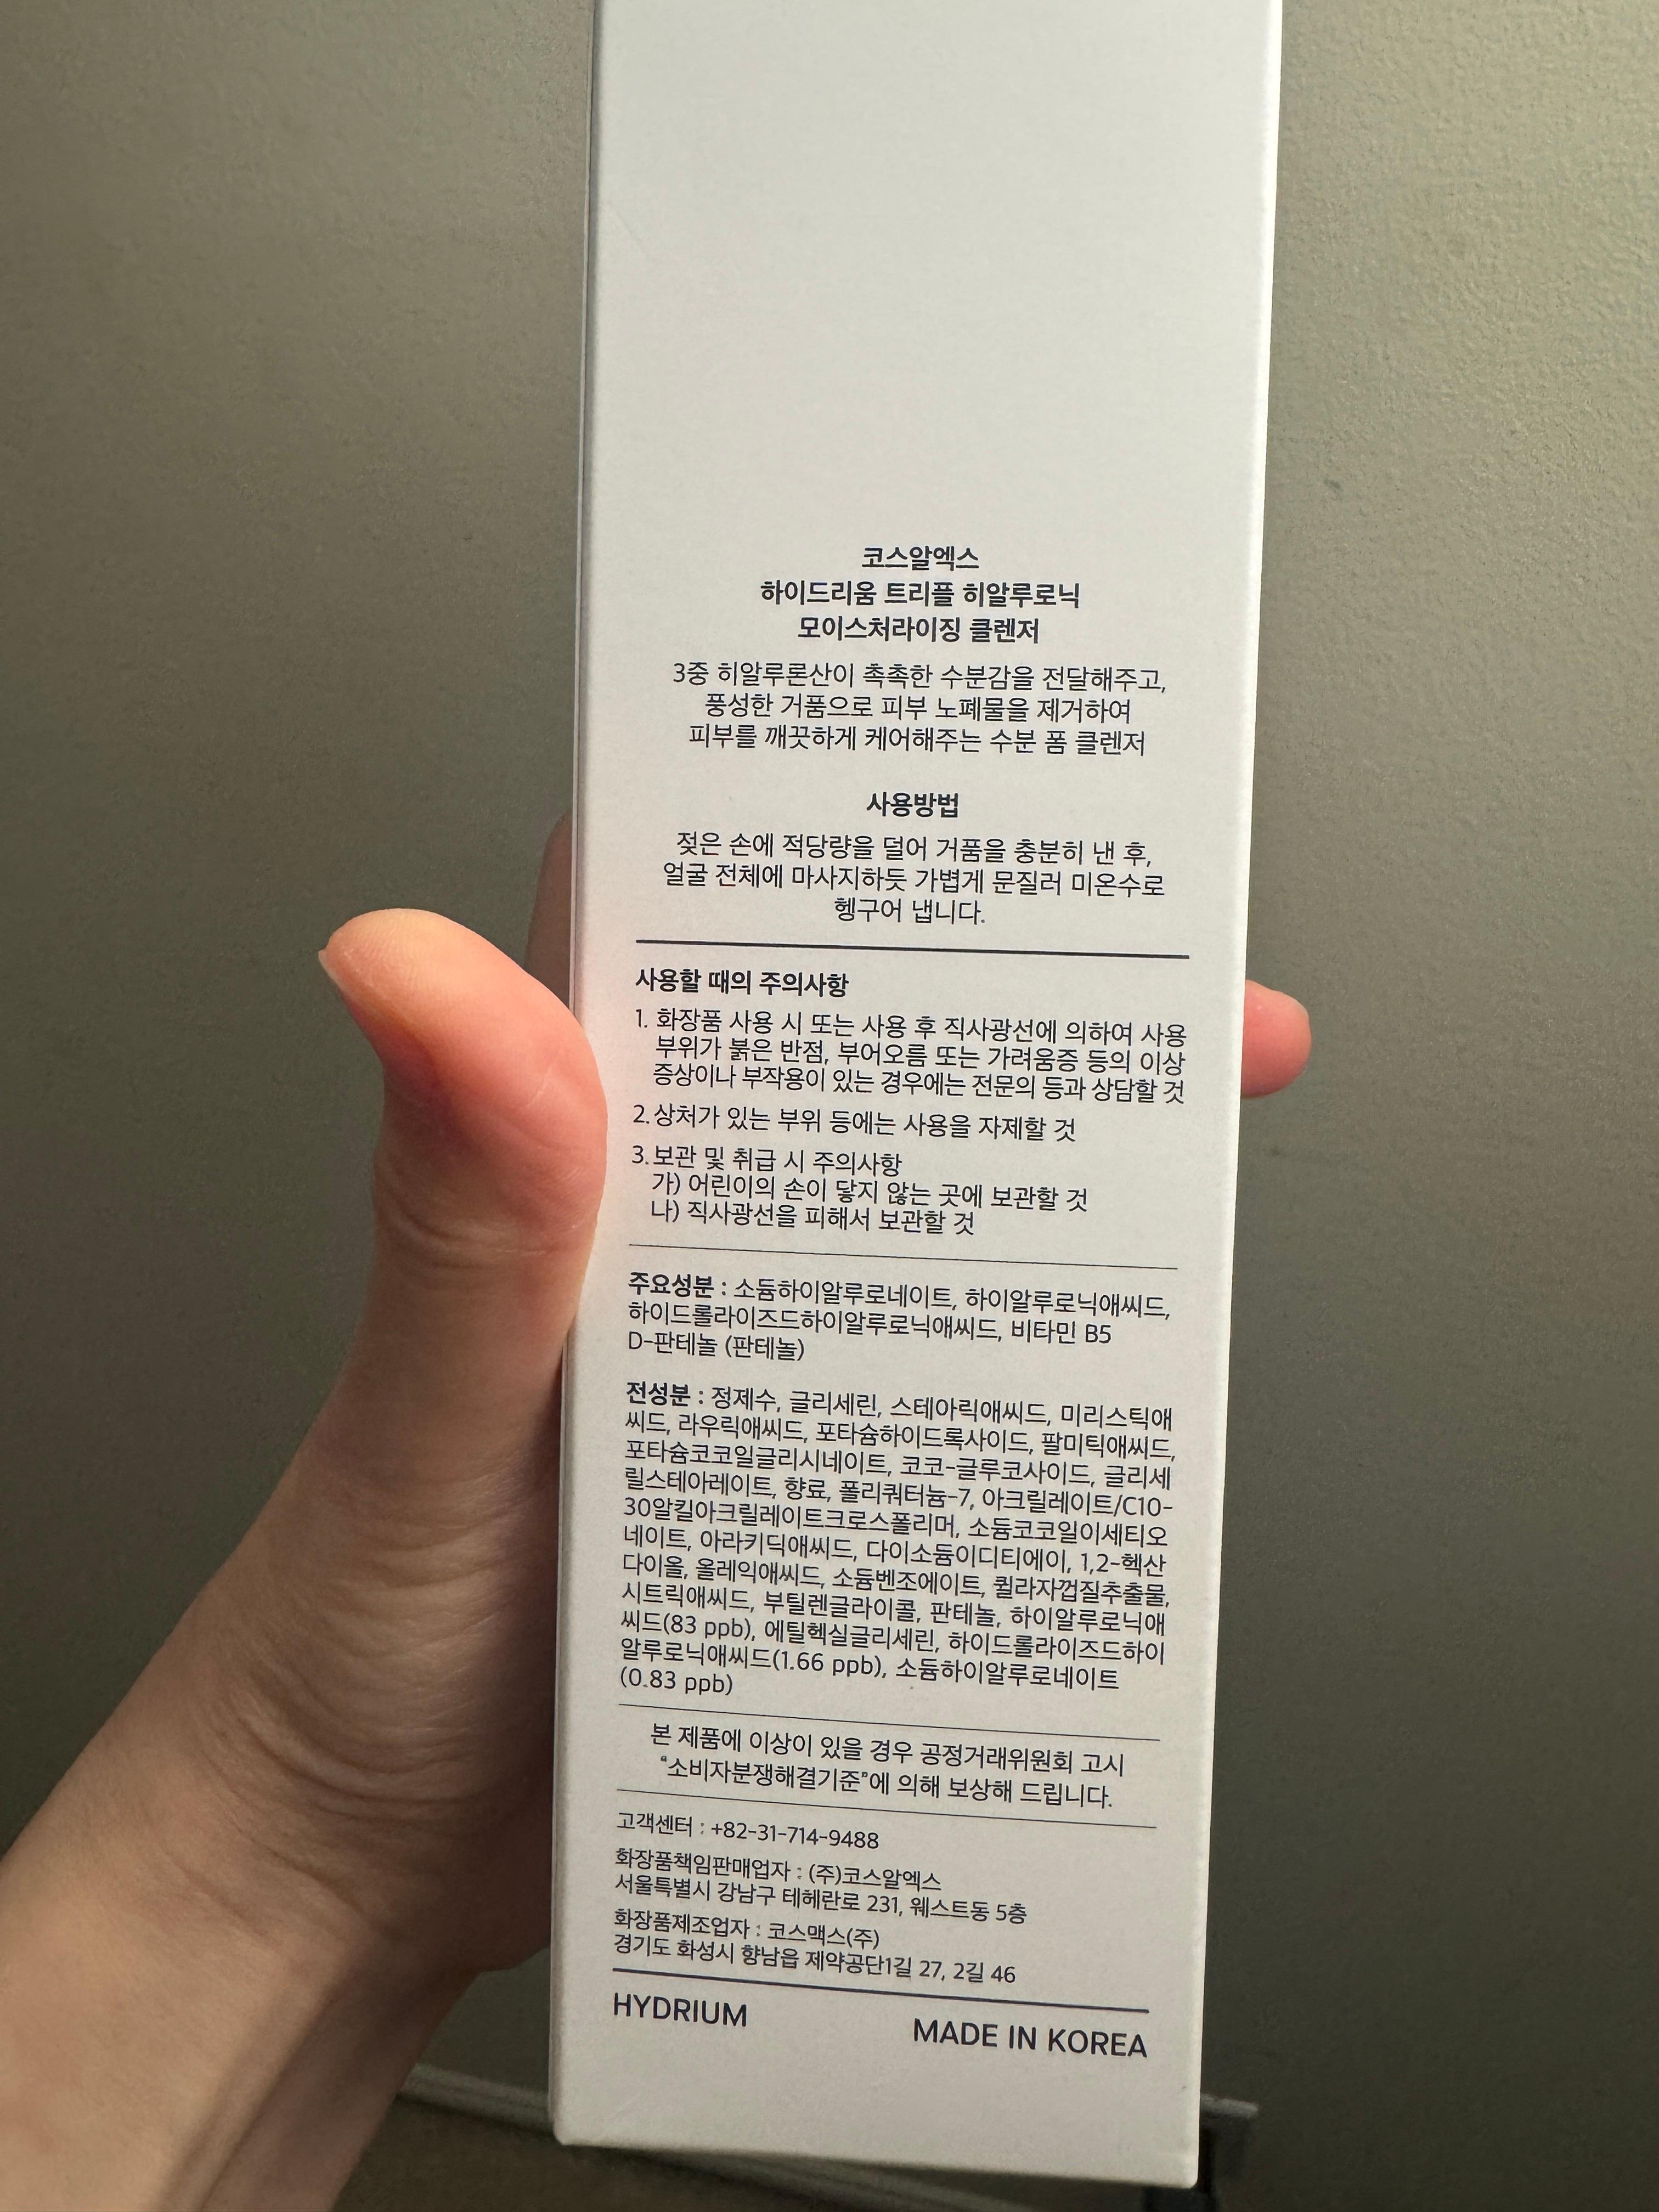 코스알엑스
하이드리움 트리플 히알루로닉
모이스처라이징 클렌저
3중 히알루론산이 촉촉한 수분감을 전달해주고,
풍성한 거품으로 피부 노폐물을 제거하여
피부를 깨끗하게 케어해주는 수분 폼 클렌저
사용방법
젖은 손에 적당량을 덜어 거품을 충분히 낸 후,
얼굴 전체에 마사지하듯 가볍게 문질러 미온수로
헹구어 냅니다.
사용할 때의 주의사항
1. 화장품 사용 시 또는 사용 후 직사광선에 의하여 사용
부위가 붉은 반점, 부어오름 또는 가려움증 등의 이상
증상이나 부작용이 있는 경우에는 전문의 등과 상담할 것
2. 상처가 있는 부위 등에는 사용을 자제할 것
3. 보관 및 취급 시 주의사항
가) 어린이의 손이 닿지 않는 곳에 보관할 것
나) 직사광선을 피해서 보관할 것
주요성분 : 소듐하이알루로네이트, 하이알루로닉애씨드,
하이드롤라이즈드하이알루로닉애씨드, 비타민 B5
D-판테놀 (판테놀)
전성분 : 정제수, 글리세린, 스테아릭애씨드, 미리스틱애
씨드, 라우릭애씨드, 포타슘하이드록사이드, 팔미틱애씨드,
포타슘코코일글리시네이트, 코코-글루코사이드, 글리세
릴스테아레이트, 향료, 폴리쿼터늄-7, 아크릴레이트/C10-
30알킬아크릴레이트크로스폴리머, 소듐코코일이세티오
네이트, 아라키딕애씨드, 다이소듐이디티에이, 1,2-헥산
다이올, 올레익애씨드, 소듐벤조에이트, 퀼라자껍질추출물,
시트릭애씨드, 부틸렌글라이콜, 판테놀, 하이알루로닉애
씨드(83 ppb), 에틸헥실글리세린, 하이드롤라이즈드하이
알루로닉애씨드(1.66 ppb), 소듐하이알루로네이트
(0.83 ppb)
본 제품에 이상이 있을 경우 공정거래위원회 고시
“소비자분쟁해결기준”에 의해 보상해 드립니다.
고객센터 : +82-31-714-9488
화장품책임판매업자 : (주)코스알엑스
서울특별시 강남구 테헤란로 231, 웨스트동 5층
화장품제조업자 : 코스맥스(주)
경기도 화성시 향남읍 제약공단1길 27, 2길 46
HYDRIUM
MADE IN KOREA